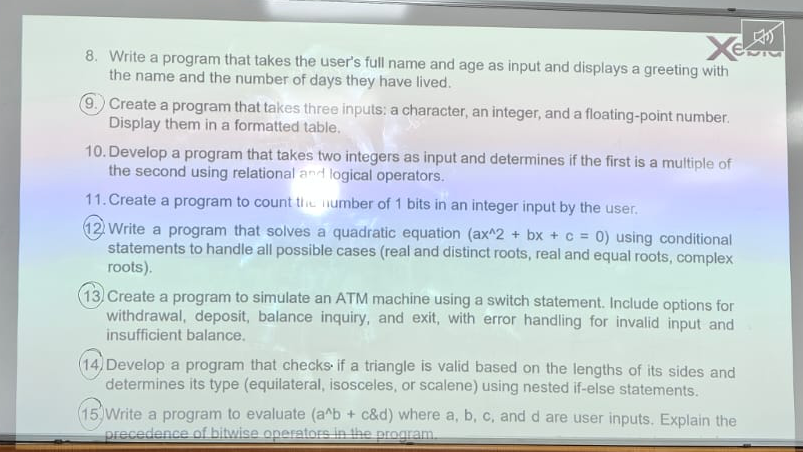 Xebia
8. Write a program that takes the user's full name and age as input and displays a greeting with
the name and the number of days they have lived.
9. Create a program that takes three inputs: a character, an integer, and a floating-point number.
Display them in a formatted table.
10. Develop a program that takes two integers as input and determines if the first is a multiple of
the second using relational and logical operators.
11. Create a program to count the number of 1 bits in an integer input by the user.
12. Write a program that solves a quadratic equation (ax^2 + bx + c = 0) using conditional
statements to handle all possible cases (real and distinct roots, real and equal roots, complex
roots).
13. Create a program to simulate an ATM machine using a switch statement. Include options for
withdrawal, deposit, balance inquiry, and exit, with error handling for invalid input and
insufficient balance.
14. Develop a program that checks if a triangle is valid based on the lengths of its sides and
determines its type (equilateral, isosceles, or scalene) using nested if-else statements.
15. Write a program to evaluate (a^b + c&d) where a, b, c, and d are user inputs. Explain the
precedence of bitwise operators in the program.